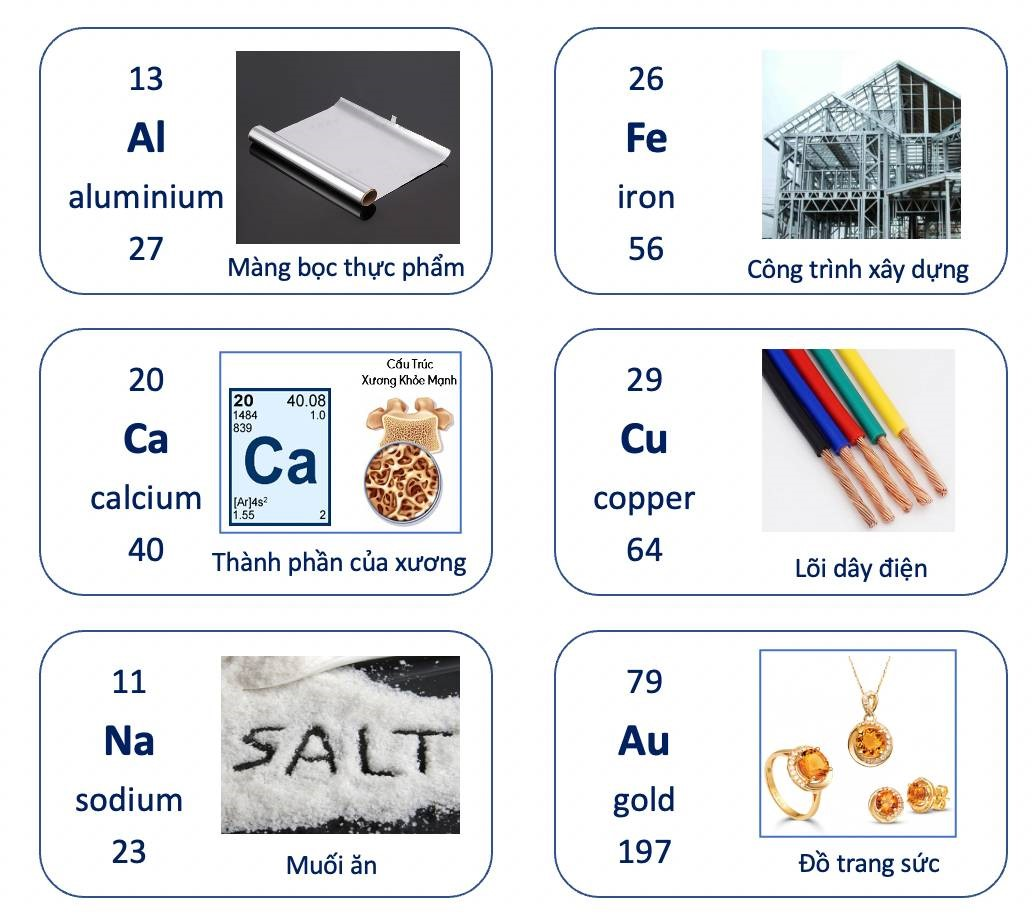 13
Al
aluminium
27
Màng bọc thực phẩm
26
Fe
iron
56
Công trình xây dựng
20
Ca
calcium
40
Cấu Trúc
Xương Khỏe Mạnh
20 40.08
1484 1.0
839
Ca
[Ar]4s²
1.55 2
Thành phần của xương
29
Cu
copper
64
Lõi dây điện
11
Na
sodium
23
SALT
Muối ăn
79
Au
gold
197
Đồ trang sức